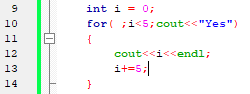 9 int i = 0;
10 for( ;i<5;cout<<"Yes")
11 {
12 cout<<i<<endl;
13 i+=5;
14 }